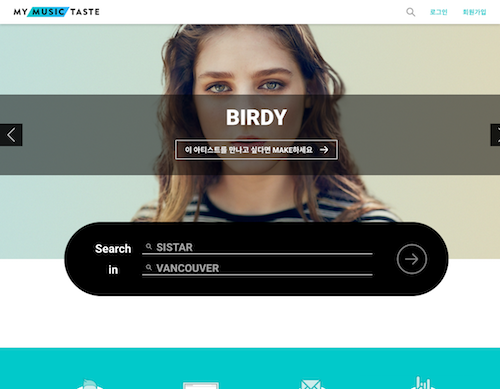 MY MUSIC TASTE
로그인 회원가입
BIRDY
이 아티스트를 만나고 싶다면 MAKE하세요
Search SISTAR
in VANCOUVER